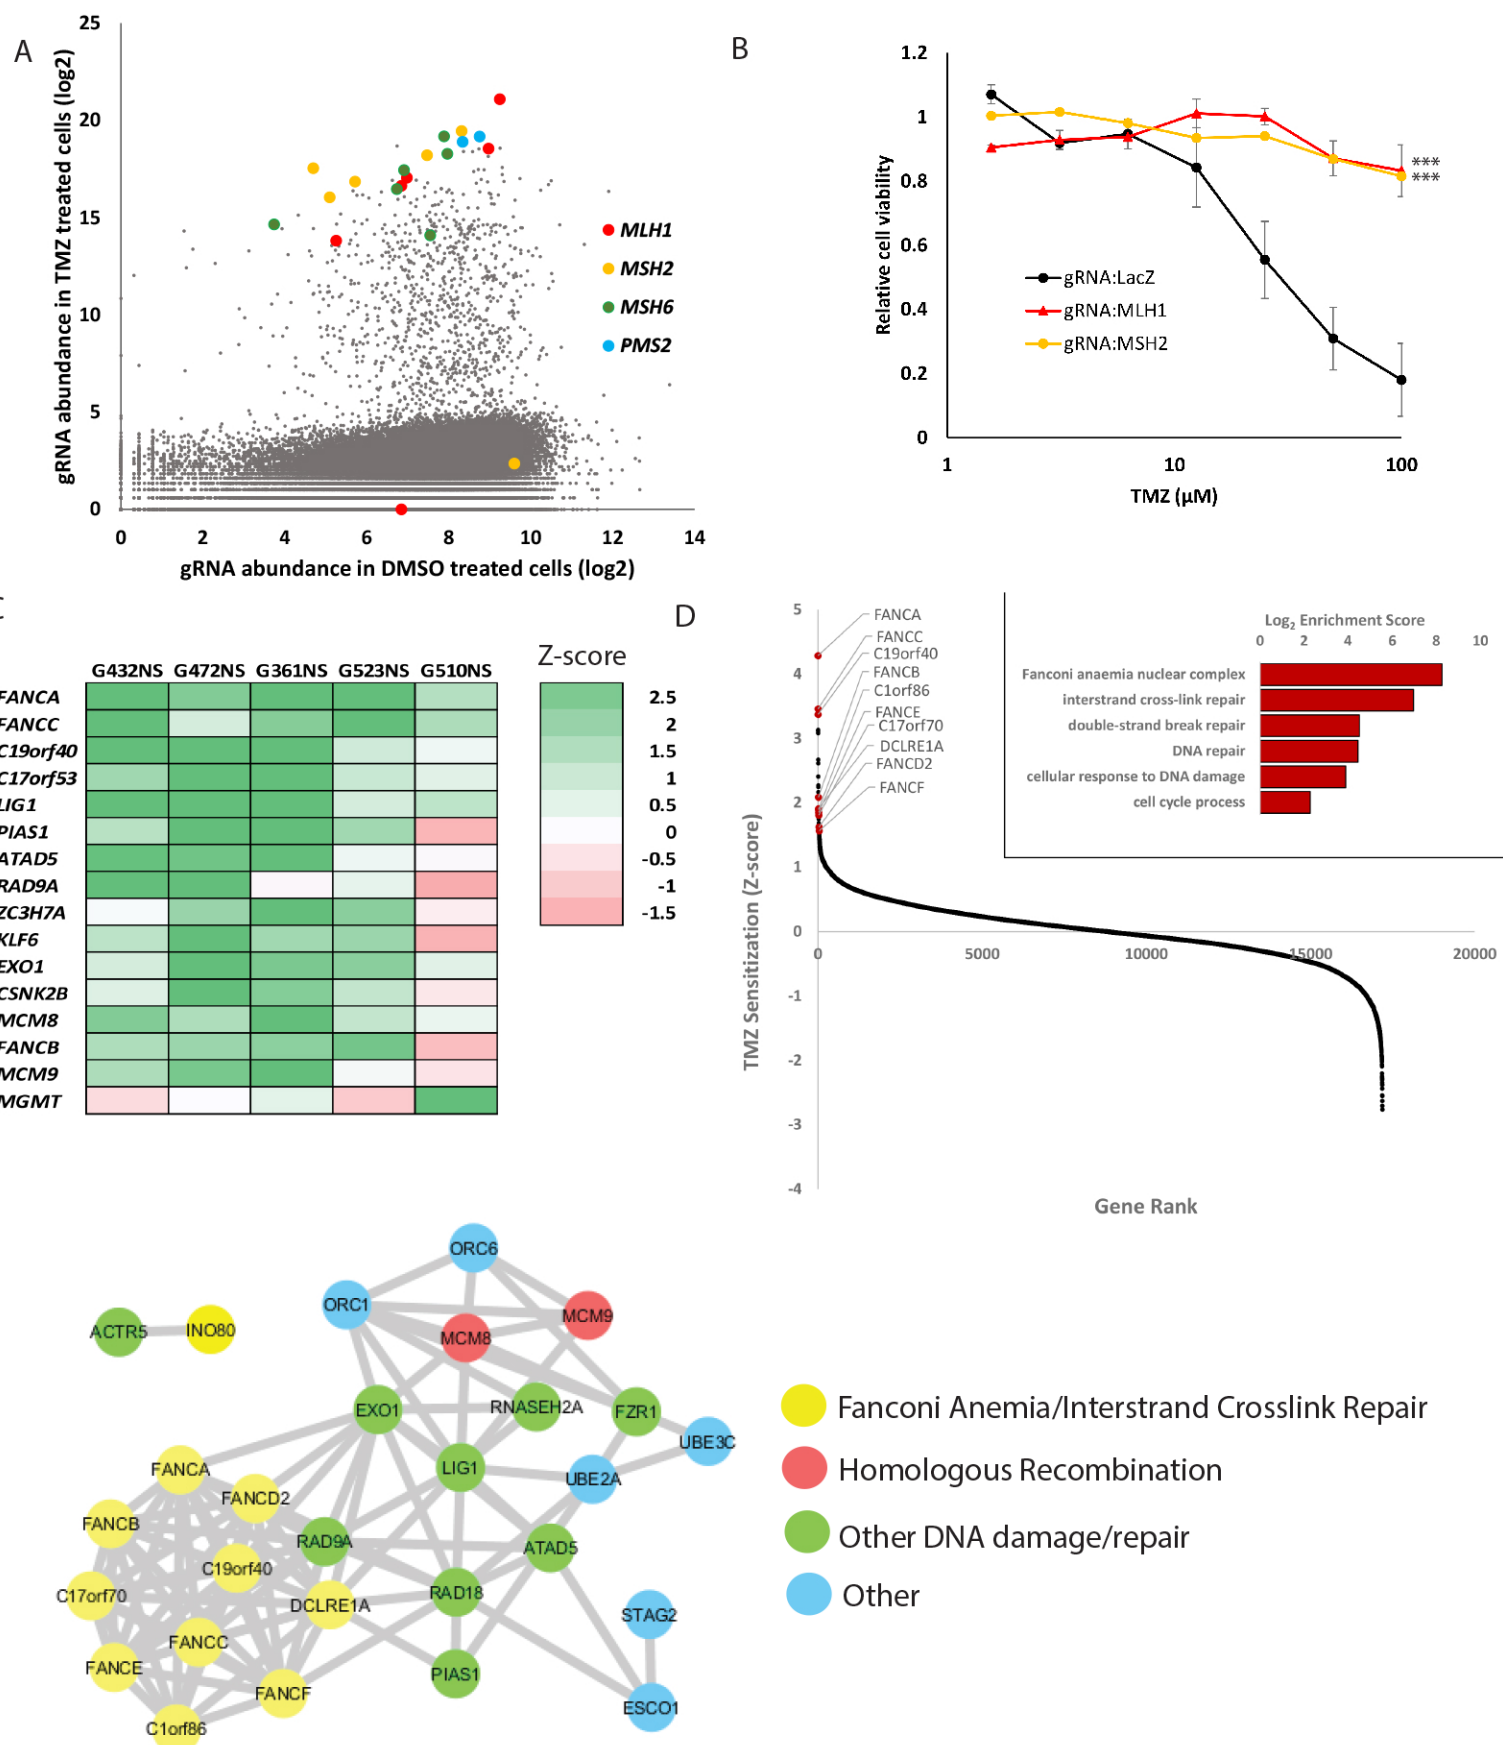 A
25
20
15
10
5
0
gRNA abundance in TMZ treated cells (log2)
0 2 4 6 8 10 12 14
gRNA abundance in DMSO treated cells (log2)
MLH1
MSH2
MSH6
PMS2
B
1.2
1
0.8
0.6
0.4
0.2
0
Relative cell viability
***
***
gRNA:LacZ
gRNA:MLH1
gRNA:MSH2
1 10 100
TMZ (µM)
G432NS G472NS G361NS G523NS G510NS
FANCA
FANCC
C19orf40
C17orf53
LIG1
PIAS1
ATAD5
RAD9A
ZC3H7A
KLF6
EXO1
CSNK2B
MCM8
FANCB
MCM9
MGMT
Z-score
2.5
2
1.5
1
0.5
0
-0.5
-1
-1.5
D
5
4
3
2
1
0
-1
-2
-3
-4
TMZ Sensitization (Z-score)
FANCA
FANCC
C19orf40
FANCB
C1orf86
FANCE
C17orf70
DCLRE1A
FANCD2
FANCF
0 5000 10000 15000 20000
Gene Rank
Log2 Enrichment Score
0 2 4 6 8 10
Fanconi anaemia nuclear complex
interstrand cross-link repair
double-strand break repair
DNA repair
cellular response to DNA damage
cell cycle process
ORC6
ORC1
MCM9
ACTR5
INO80
MCM8
EXO1
RNASEH2A
FZR1
UBE3C
FANCA
LIG1
UBE2A
FANCD2
FANCB
RAD9A
ATAD5
C19orf40
C17orf70
DCLRE1A
RAD18
STAG2
FANCC
FANCE
PIAS1
FANCF
ESCO1
C1orf86
Fanconi Anemia/Interstrand Crosslink Repair
Homologous Recombination
Other DNA damage/repair
Other